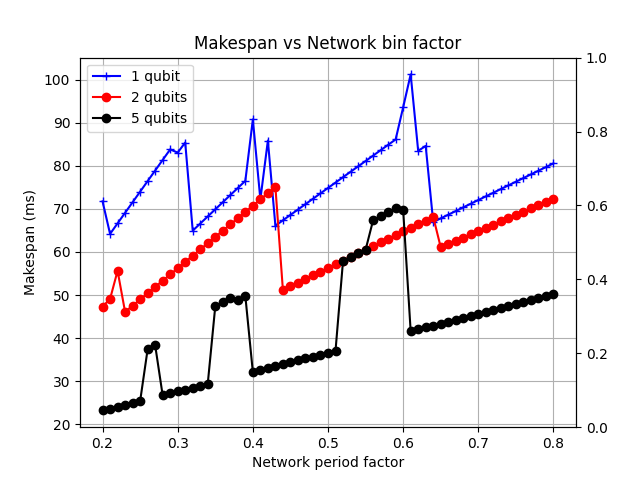 Makespan vs Network bin factor
1 qubit
2 qubits
5 qubits
Makespan (ms)
100
90
80
70
60
50
40
30
20
1.0
0.8
0.6
0.4
0.2
0.0
0.2 0.3 0.4 0.5 0.6 0.7 0.8
Network period factor